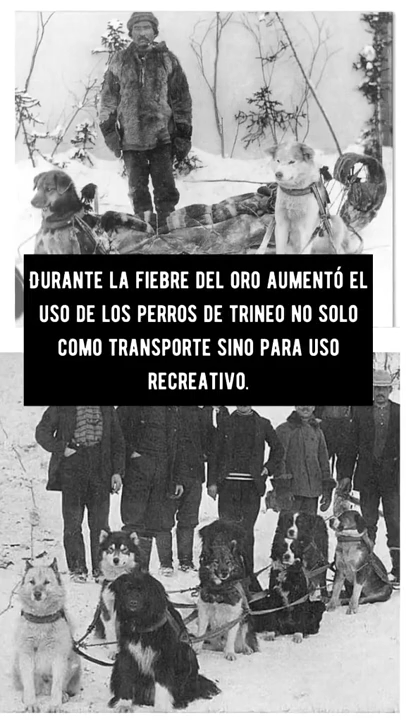 DURANTE LA FIEBRE DEL ORO AUMENTÓ EL
USO DE LOS PERROS DE TRINEO NO SOLO
COMO TRANSPORTE SINO PARA USO
RECREATIVO.